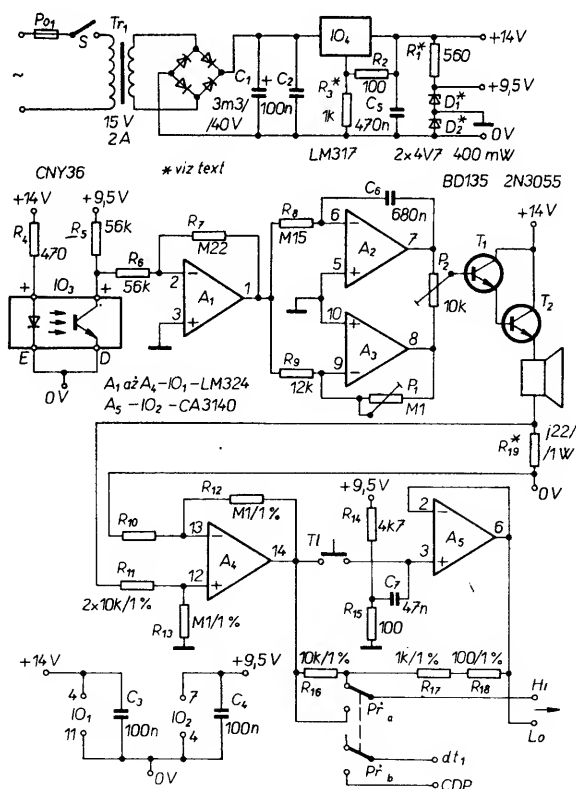 Po1
S
Tr1
~
15 V
2 A
C1 + C2
3m3/
/40V
100n
IO4
R2
100
R3*
1k
C5
470n
LM317
R1*
560
+14V
+9,5V
D1*
D2*
0V
2x4V7 400 mW
CNY36
* viz text
+14V
+9,5V
R4
470
R5
56k
IO3
+
+
E
D
0V
R6
56k
R7
M22
2
3
A1
1
R8
M15
R9
12k
C6
680n
6
5
A2
7
10
9
A3
8
P2
10k
P1
M1
BD135 2N3055
+14V
T1
T2
R19*
j22/
/1W
0V
A1 až A4-IO1-LM324
A5-IO2-CA3140
R10
R11
2x10k/1%
R12
M1/1%
13
12
A4
14
R13
M1/1%
Tl
+9,5V
R14
4k7
R15
100
C7
47n
2
3
A5
6
10k/1%
R16
1k/1%
R17
100/1%
R18
Př a
Př b
Hi
Lo
dt1
CDP
+14V
4
IO1
11
C3
100n
0V
7
IO2
4
C4
100n
+9,5V